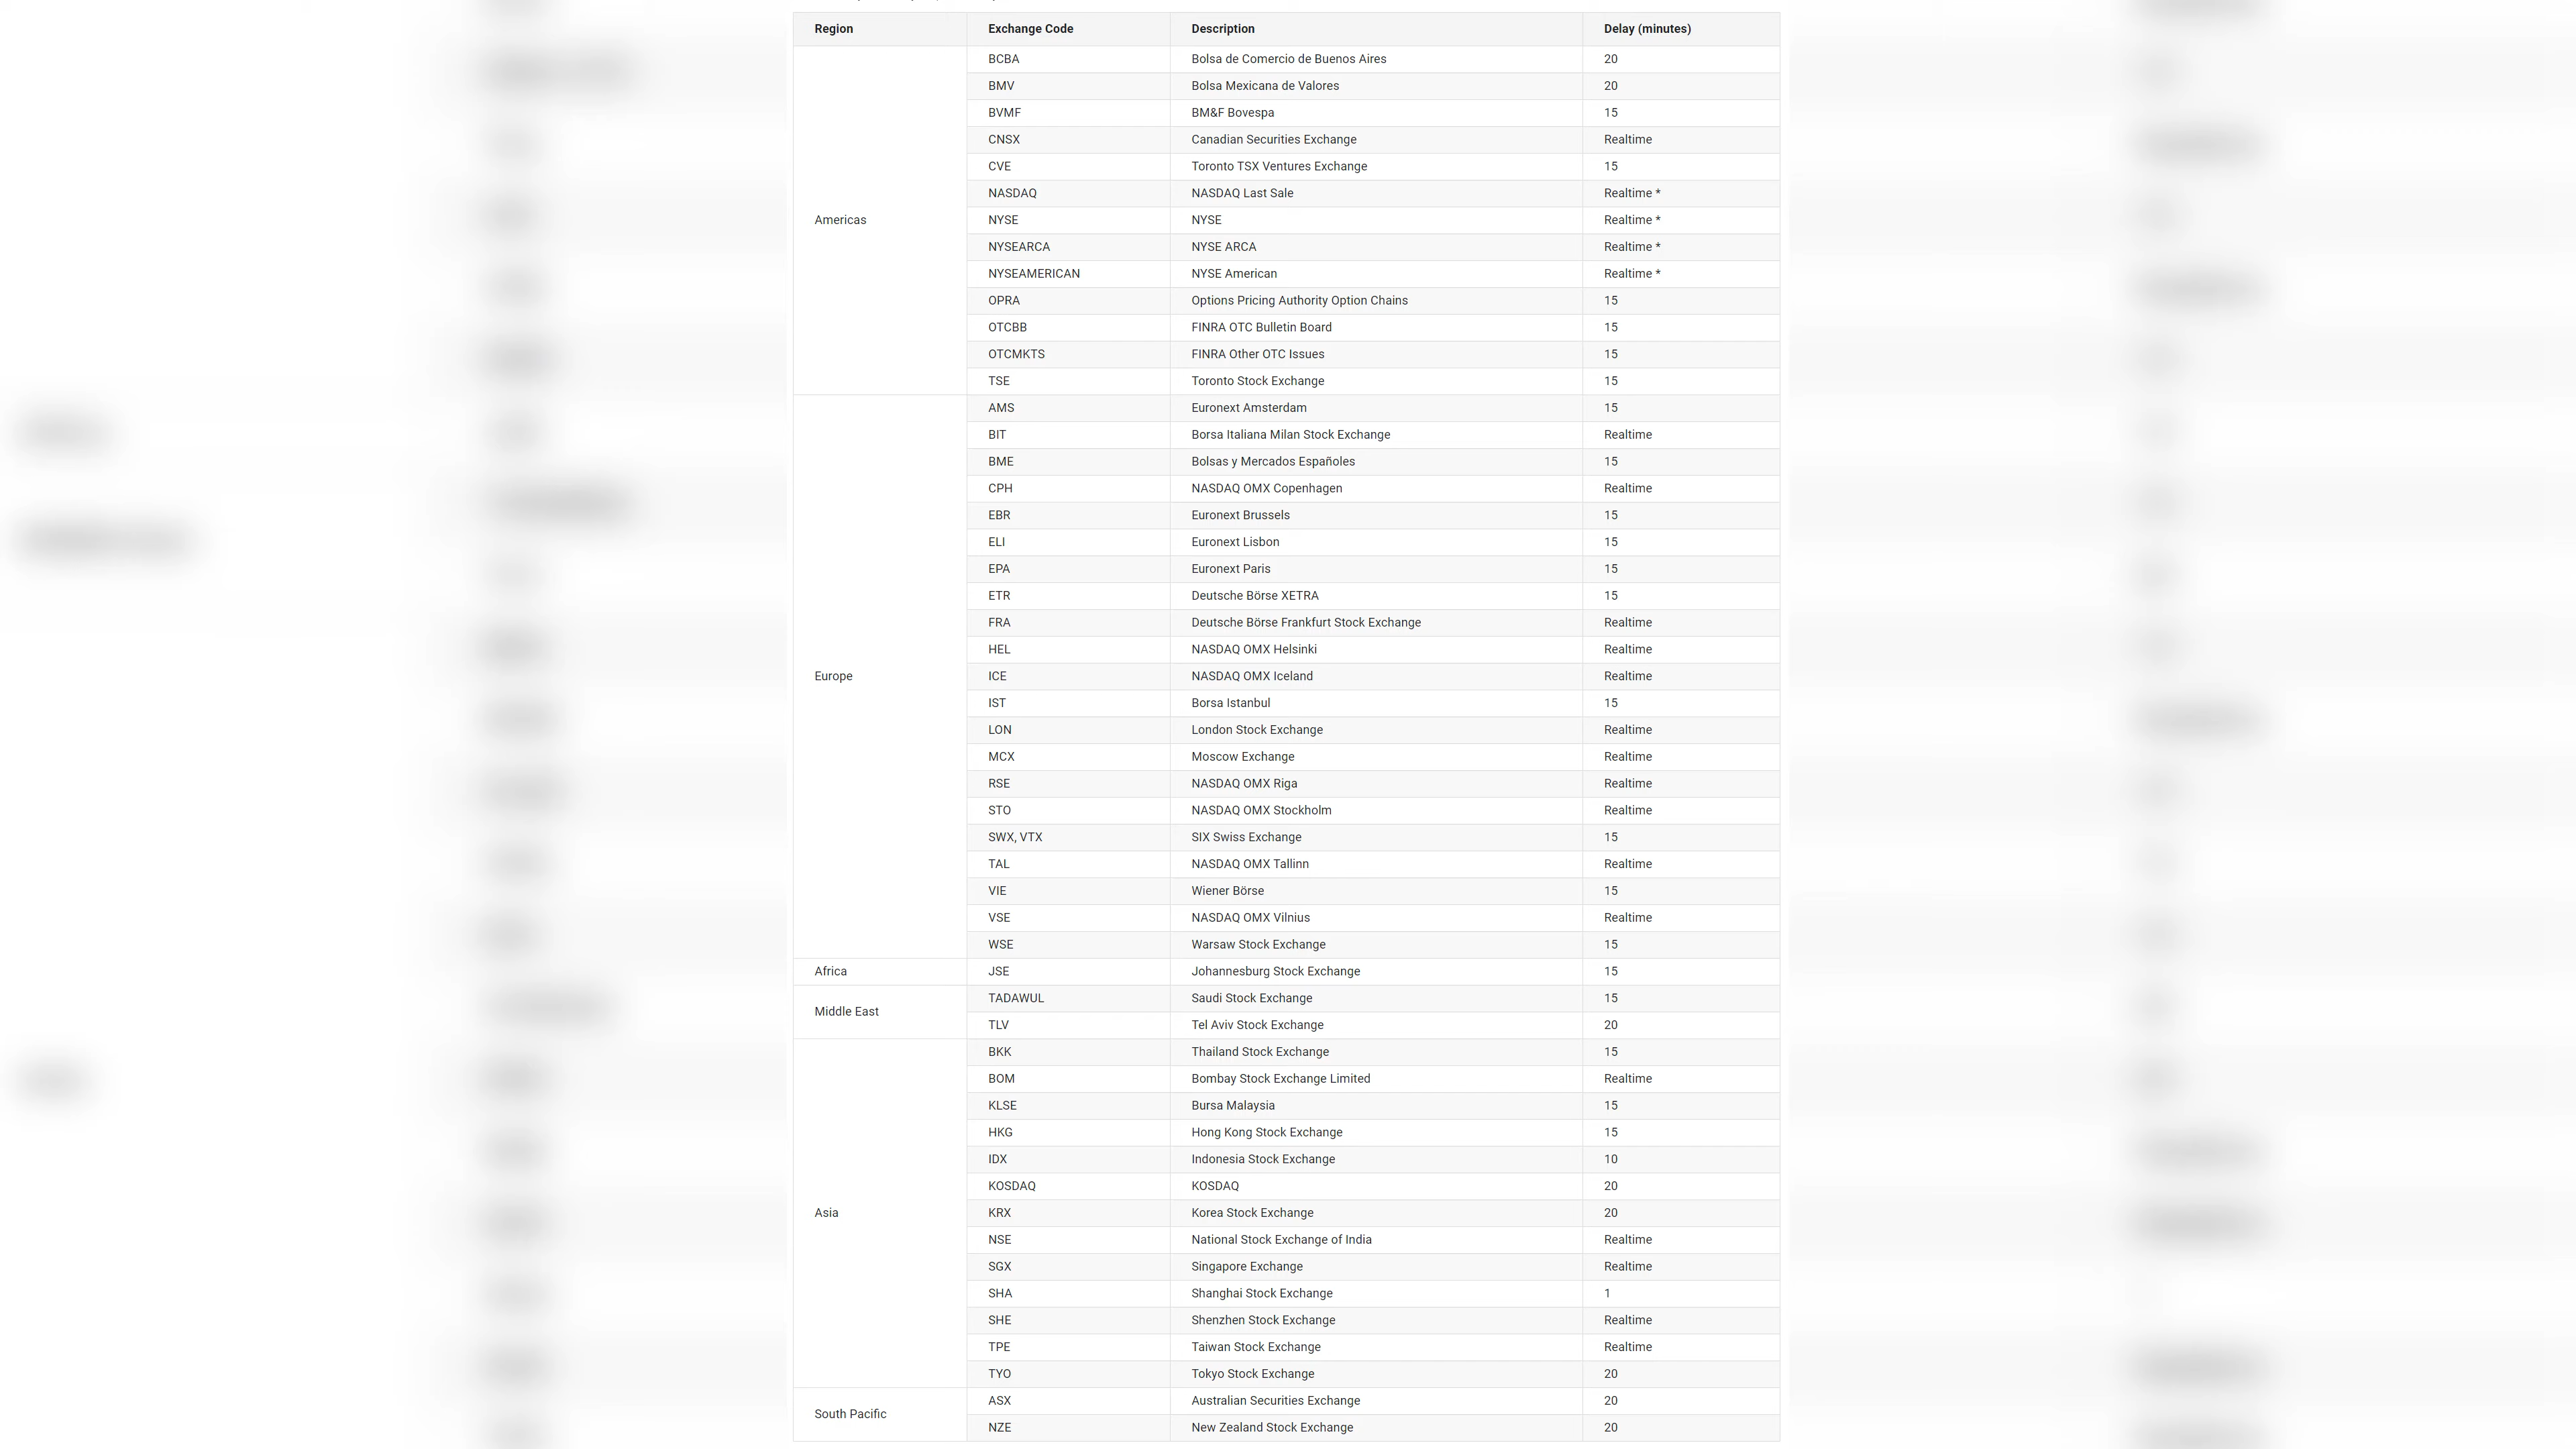 Region Exchange Code Description Delay (minutes)
BCBA Bolsa de Comercio de Buenos Aires 20
BMV Bolsa Mexicana de Valores 20
BVMF BM&F Bovespa 15
CNSX Canadian Securities Exchange Realtime
CVE Toronto TSX Ventures Exchange 15
NASDAQ NASDAQ Last Sale Realtime *
Americas NYSE NYSE Realtime *
NYSEARCA NYSE ARCA Realtime *
NYSEAMERICAN NYSE American Realtime *
OPRA Options Pricing Authority Option Chains 15
OTCBB FINRA OTC Bulletin Board 15
OTCMKTS FINRA Other OTC Issues 15
TSE Toronto Stock Exchange 15
AMS Euronext Amsterdam 15
BIT Borsa Italiana Milan Stock Exchange Realtime
BME Bolsas y Mercados Españoles 15
CPH NASDAQ OMX Copenhagen Realtime
EBR Euronext Brussels 15
ELI Euronext Lisbon 15
EPA Euronext Paris 15
ETR Deutsche Börse XETRA 15
FRA Deutsche Börse Frankfurt Stock Exchange Realtime
HEL NASDAQ OMX Helsinki Realtime
Europe ICE NASDAQ OMX Iceland Realtime
IST Borsa Istanbul 15
LON London Stock Exchange Realtime
MCX Moscow Exchange Realtime
RSE NASDAQ OMX Riga Realtime
STO NASDAQ OMX Stockholm Realtime
SWX, VTX SIX Swiss Exchange 15
TAL NASDAQ OMX Tallinn Realtime
VIE Wiener Börse 15
VSE NASDAQ OMX Vilnius Realtime
WSE Warsaw Stock Exchange 15
Africa JSE Johannesburg Stock Exchange 15
TADAWUL Saudi Stock Exchange 15
Middle East
TLV Tel Aviv Stock Exchange 20
BKK Thailand Stock Exchange 15
BOM Bombay Stock Exchange Limited Realtime
KLSE Bursa Malaysia 15
HKG Hong Kong Stock Exchange 15
IDX Indonesia Stock Exchange 10
KOSDAQ KOSDAQ 20
Asia KRX Korea Stock Exchange 20
NSE National Stock Exchange of India Realtime
SGX Singapore Exchange Realtime
SHA Shanghai Stock Exchange 1
SHE Shenzhen Stock Exchange Realtime
TPE Taiwan Stock Exchange Realtime
TYO Tokyo Stock Exchange 20
ASX Australian Securities Exchange 20
South Pacific
NZE New Zealand Stock Exchange 20